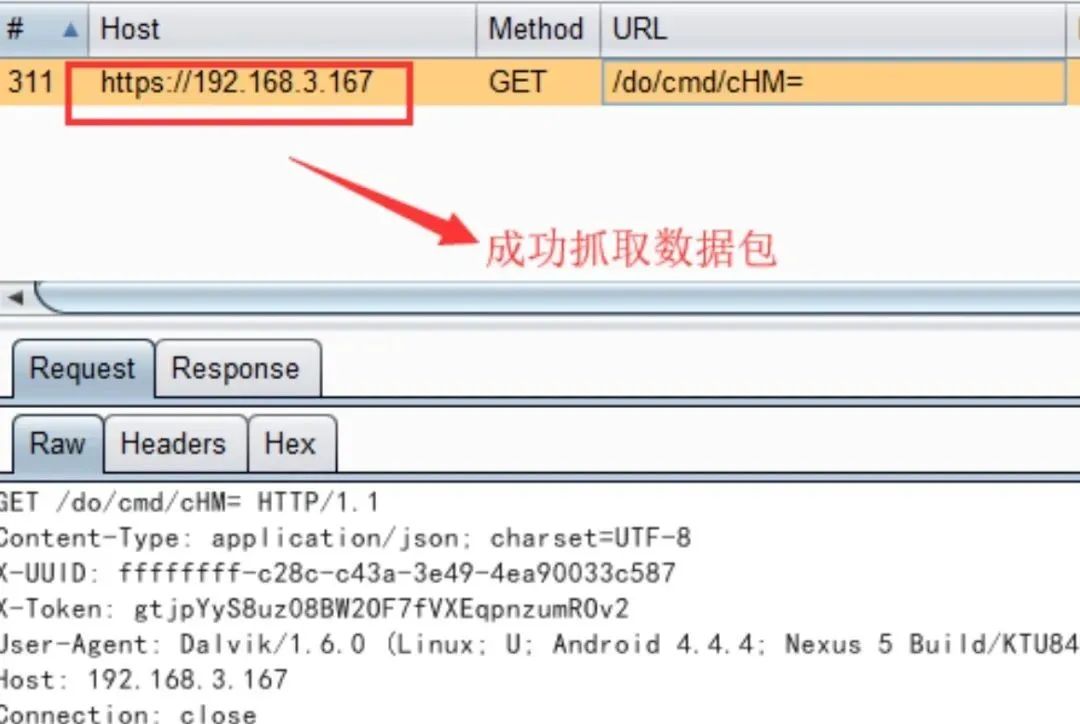 # Host Method URL
311 https://192.168.3.167 GET /do/cmd/cHM=
成功抓取数据包
Request Response
Raw Headers Hex
GET /do/cmd/cHM= HTTP/1.1
Content-Type: application/json; charset=UTF-8
X-UUID: ffffffff-c28c-c43a-3e49-4ea90033c587
X-Token: gtjpYyS8uz08BW2OF7fVXEqpnzumROv2
User-Agent: Dalvik/1.6.0 (Linux; U; Android 4.4.4; Nexus 5 Build/KTU84
Host: 192.168.3.167
Connection: close